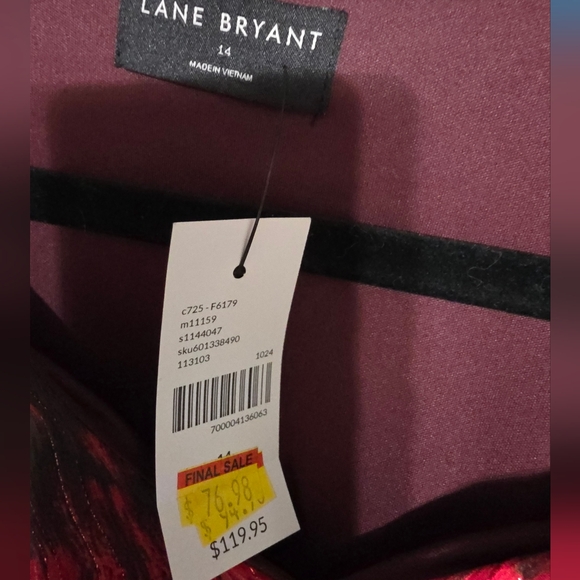 LANE BRYANT
14
MADE IN VIETNAM
c725 - F6179
m11159
s1144047
sku601338490
113103
1024
700004136063
FINAL SALE
$76.98
$
$119.95